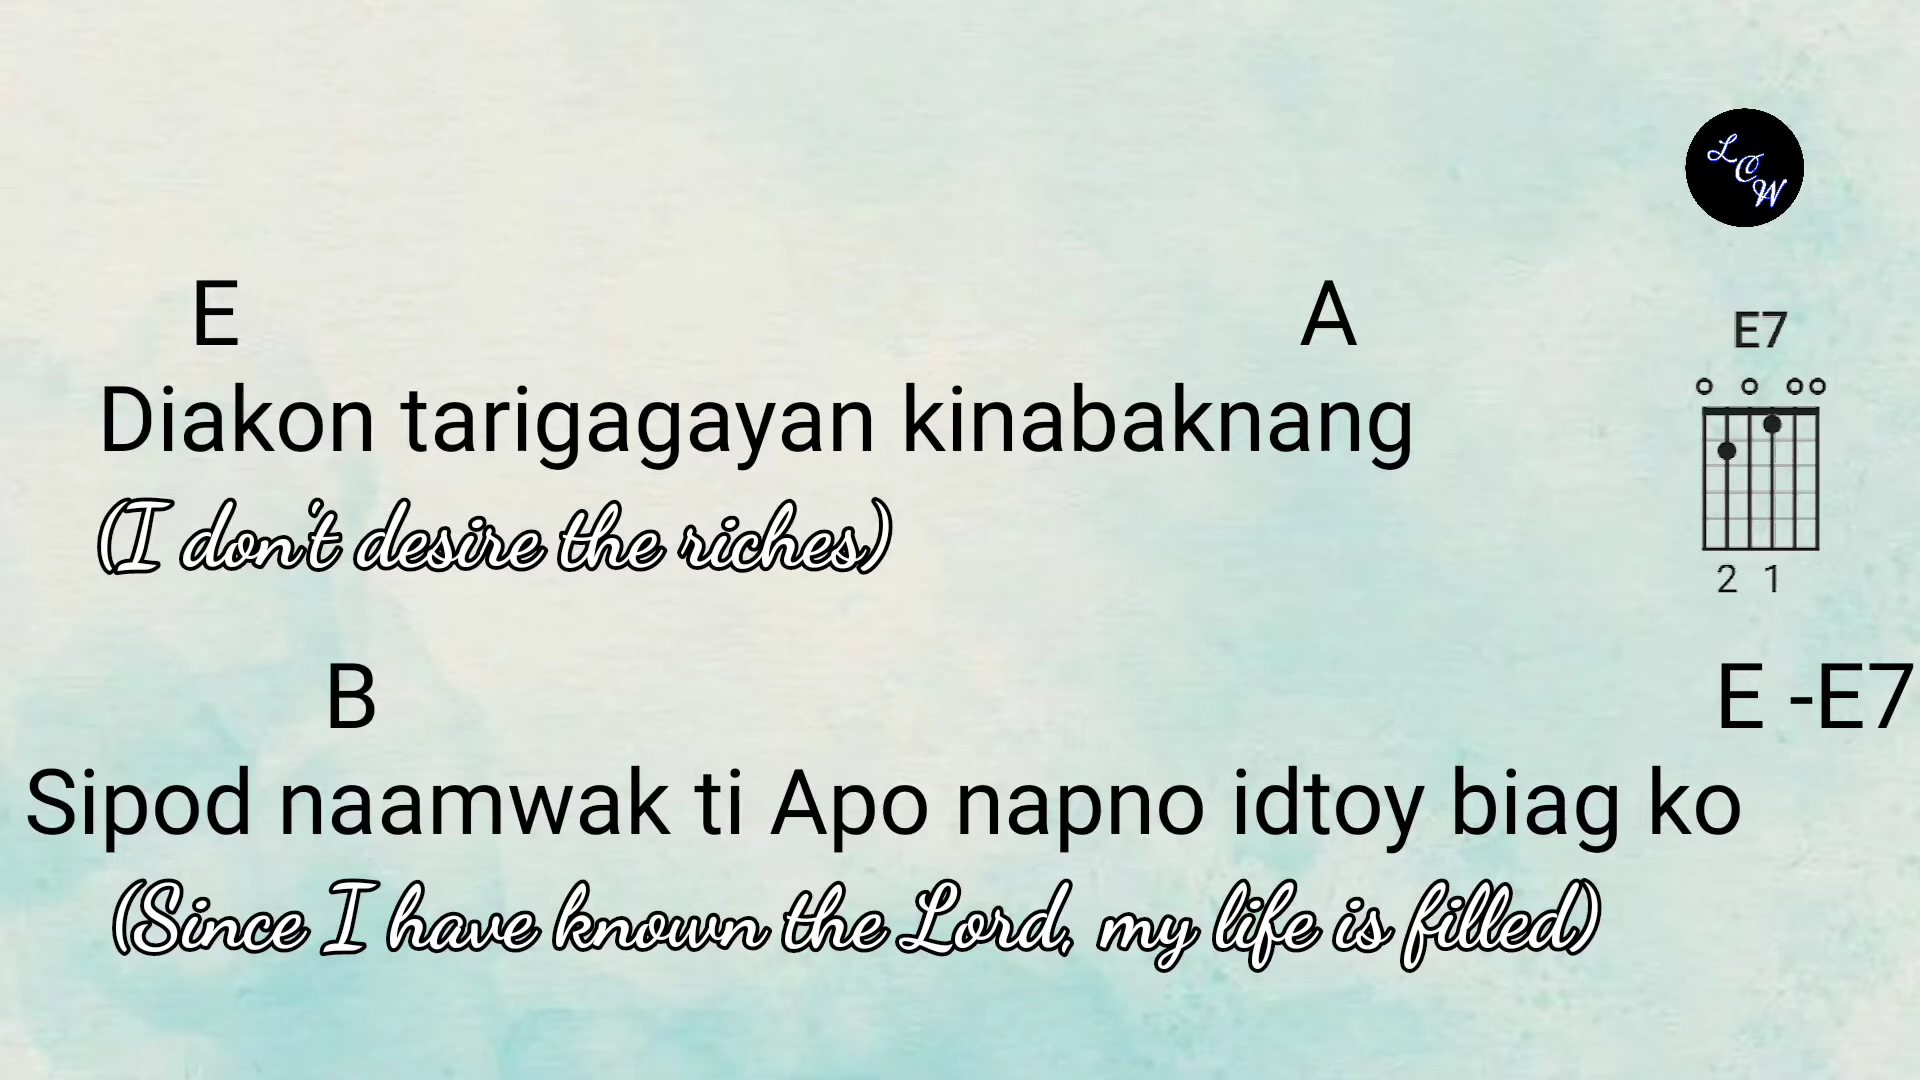 LCW
E A
E7
Diakon tarigagayan kinabaknang
(I don't desire the riches)
2 1
B E -E7
Sipod naamwak ti Apo napno idtoy biag ko
(Since I have known the Lord, my life is filled)